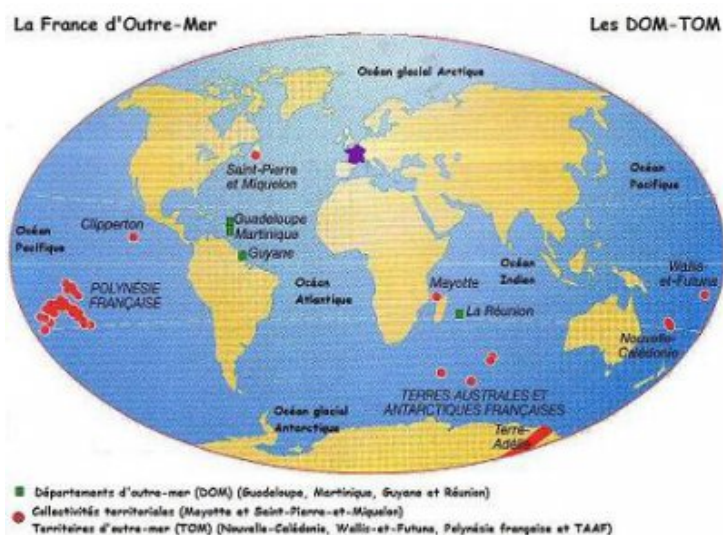 La France d'Outre-Mer
Les DOM-TOM
Océan glacial Arctique
Saint-Pierre
et Miquelon
Océan
Pacifique
Clipperton
Guadeloupe
Martinique
Guyane
Océan
Pacifique
POLYNÉSIE
FRANÇAISE
Océan
Atlantique
Mayotte
Océan
Indien
La Réunion
Wallis-
et-Futuna
Nouvelle-
Calédonie
TERRES AUSTRALES ET
ANTARCTIQUES FRANÇAISES
Océan glacial
Antarctique
Terre-
Adélie
Départements d'outre-mer (DOM) (Guadeloupe, Martinique, Guyane et Réunion)
Collectivités territoriales (Mayotte et Saint-Pierre-et-Miquelon)
Territoires d'outre-mer (TOM) (Nouvelle-Calédonie, Wallis-et-Futuna, Polynésie française et TAAF)